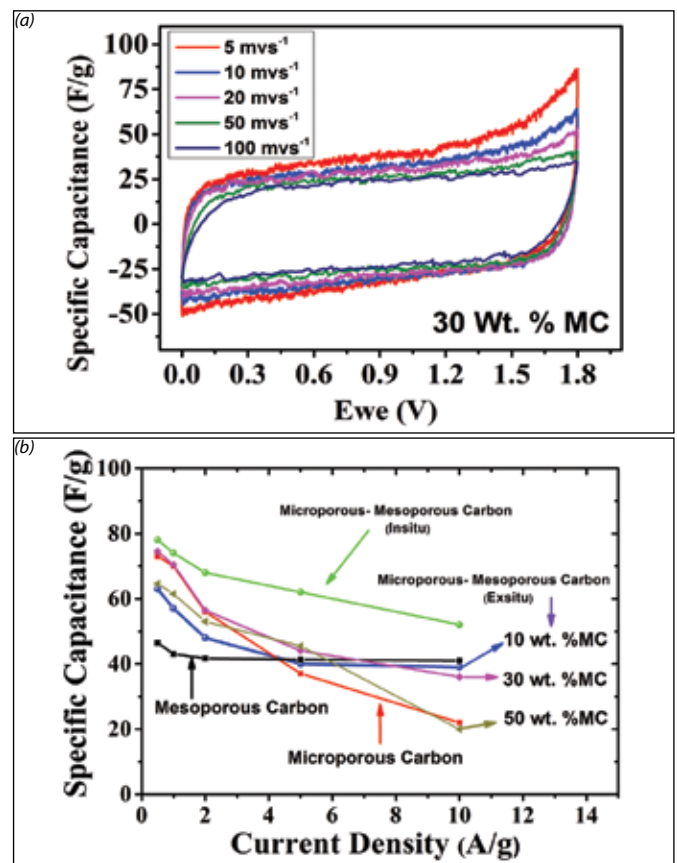 (a)
100
75
50
25
0
-25
-50
5 mvs⁻¹
10 mvs⁻¹
20 mvs⁻¹
50 mvs⁻¹
100 mvs⁻¹
Specific Capacitance (F/g)
30 Wt. % MC
0.0 0.3 0.6 0.9 1.2 1.5 1.8
Ewe (V)
(b)
100
80
60
40
20
0
Specific Capacitance (F/g)
Microporous- Mesoporous Carbon
(Insitu)
Microporous- Mesoporous Carbon
(Exsitu)
10 wt. %MC
30 wt. %MC
50 wt. %MC
Mesoporous Carbon
Microporous Carbon
0 2 4 6 8 10 12 14
Current Density (A/g)